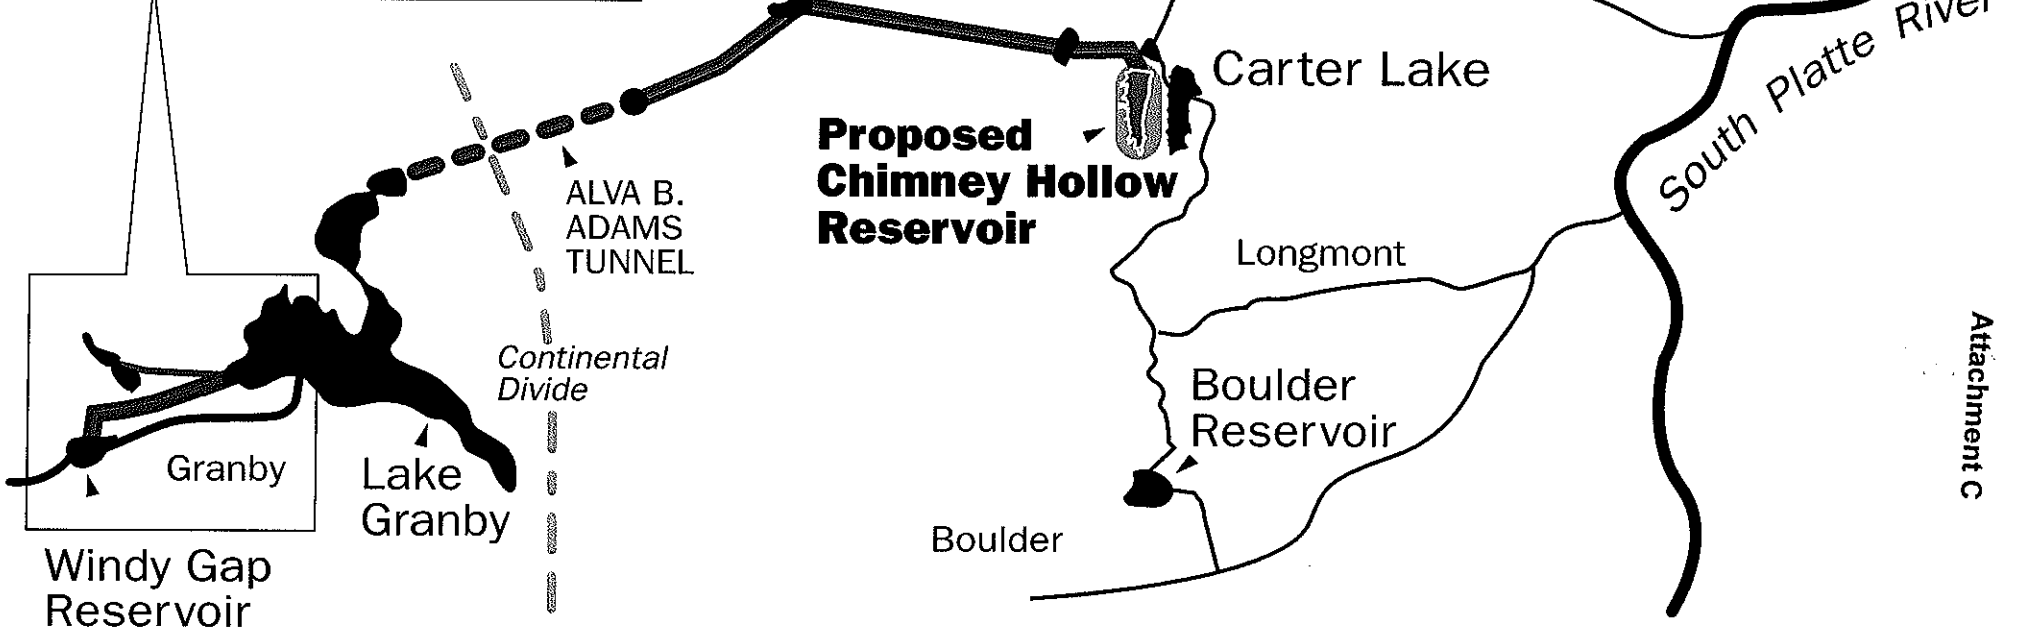 South Platte River
Carter Lake
Proposed
Chimney Hollow
Reservoir
ALVA B.
ADAMS
TUNNEL
Longmont
Continental
Divide
Boulder
Reservoir
Attachment C
Granby
Lake
Granby
Boulder
Windy Gap
Reservoir